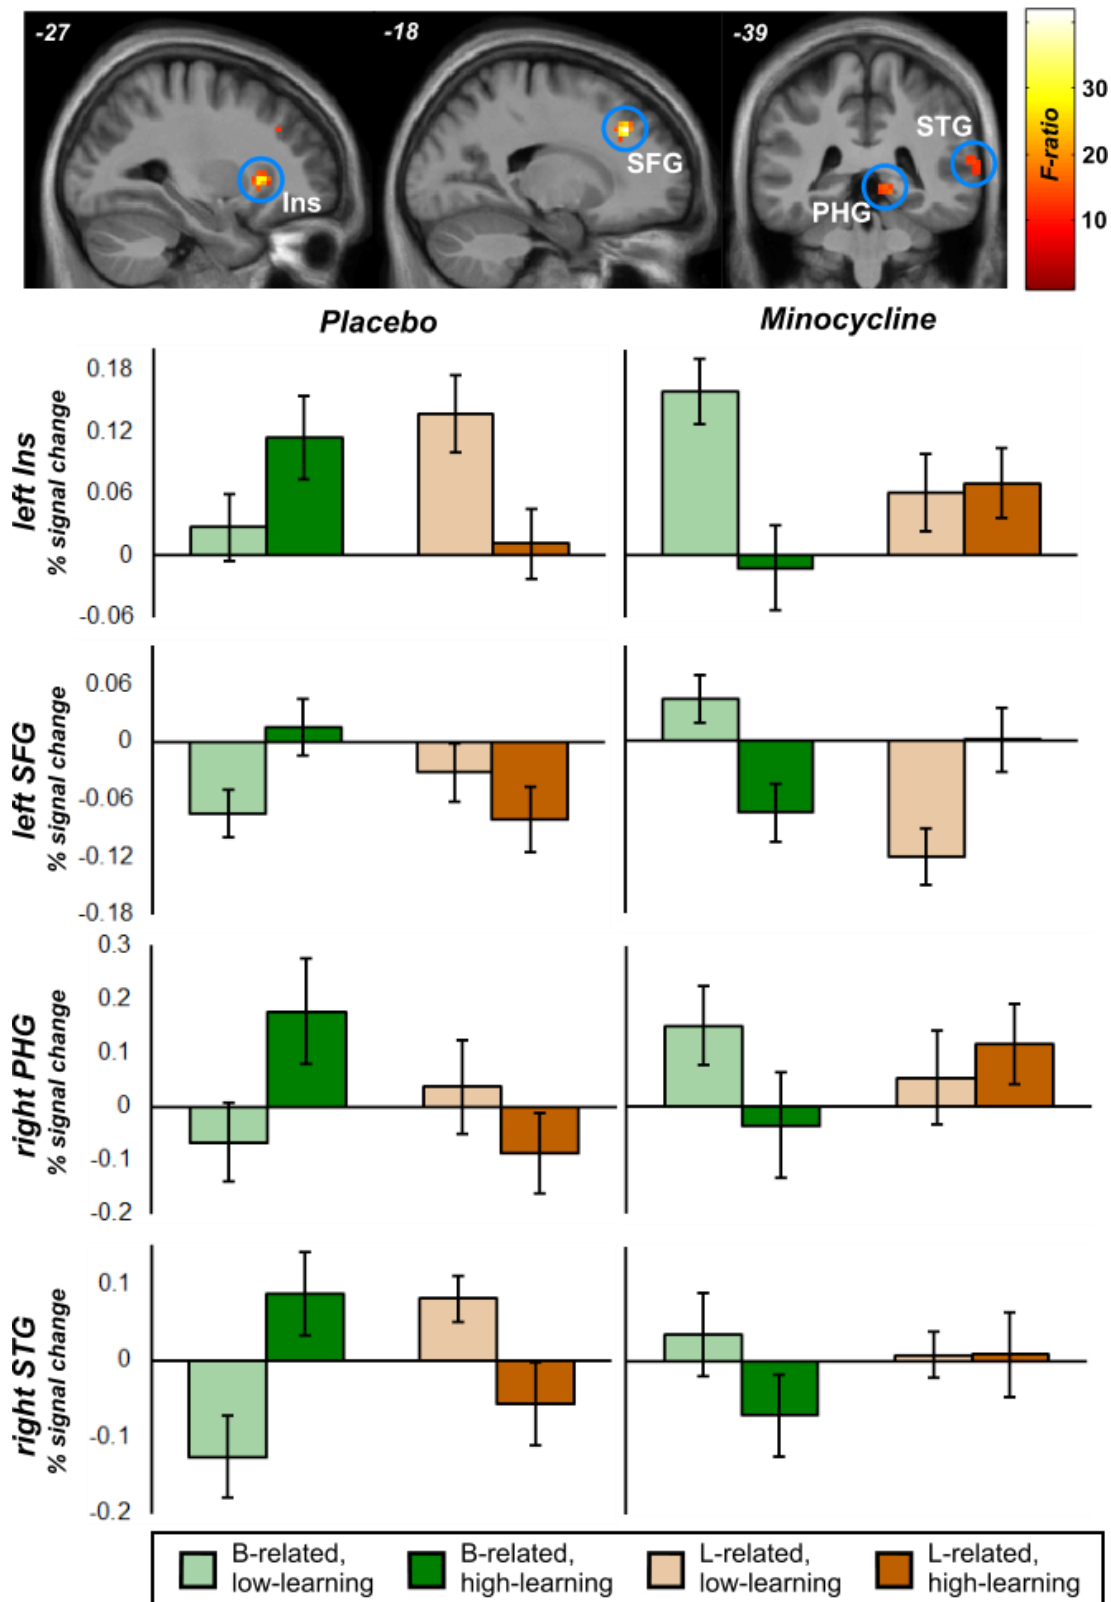 -27
-18
-39
Ins
SFG
PHG
STG
F-ratio
30
20
10
Placebo
Minocycline
left Ins
% signal change
0.18
0.12
0.06
0
-0.06
left SFG
% signal change
0.06
0
-0.06
-0.12
-0.18
right PHG
% signal change
0.3
0.2
0.1
0
-0.1
-0.2
right STG
% signal change
0.1
0
-0.1
-0.2
B-related,
low-learning
B-related,
high-learning
L-related,
low-learning
L-related,
high-learning